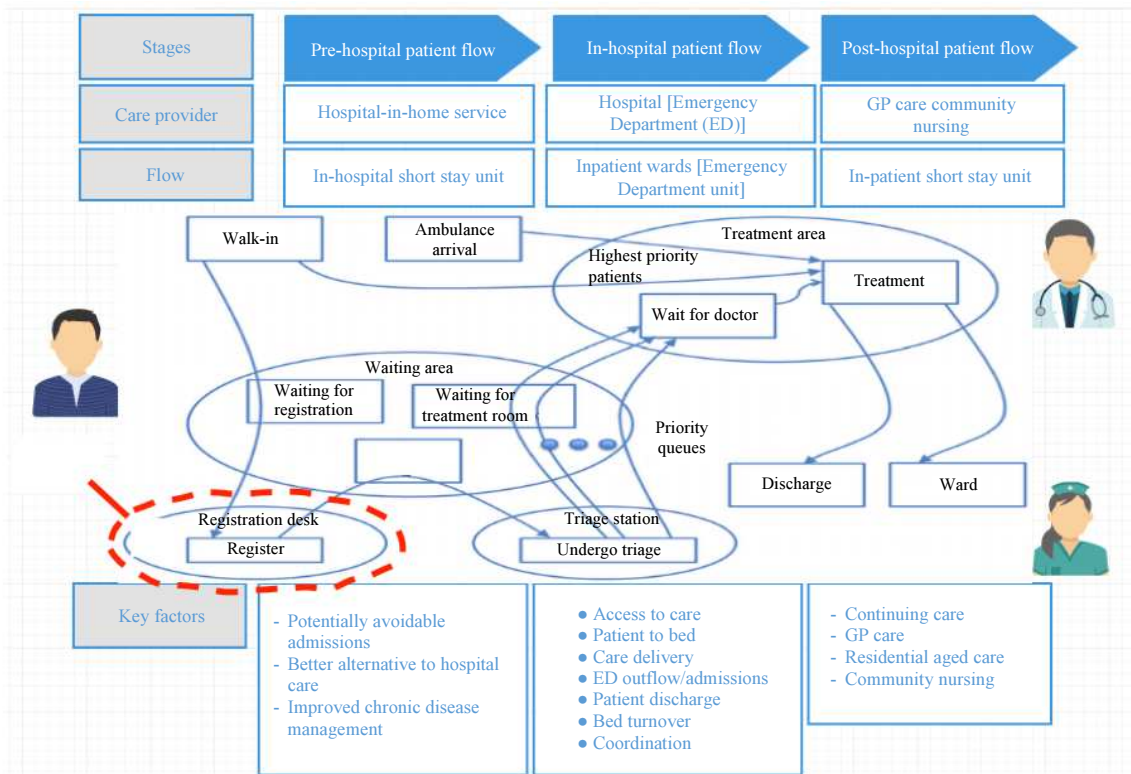 Stages
Pre-hospital patient flow
In-hospital patient flow
Post-hospital patient flow
Care provider
Hospital-in-home service
Hospital [Emergency
Department (ED)]
GP care community
nursing
Flow
In-hospital short stay unit
Inpatient wards [Emergency
Department unit]
In-patient short stay unit
Walk-in
Ambulance
arrival
Treatment area
Highest priority
patients
Treatment
Wait for doctor
Waiting area
Waiting for
registration
Waiting for
treatment room
Priority
queues
Discharge
Ward
Registration desk
Register
Triage station
Undergo triage
Key factors
- Potentially avoidable
admissions
- Better alternative to hospital
care
- Improved chronic disease
management
● Access to care
● Patient to bed
● Care delivery
● ED outflow/admissions
● Patient discharge
● Bed turnover
● Coordination
- Continuing care
- GP care
- Residential aged care
- Community nursing